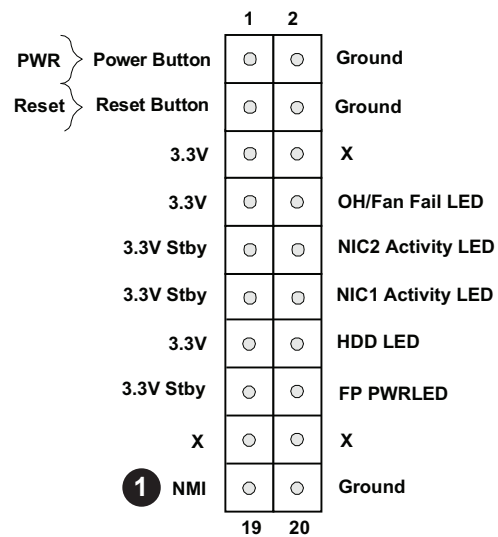 1 2
PWR Power Button Ground
Reset Reset Button Ground
3.3V X
3.3V OH/Fan Fail LED
3.3V Stby NIC2 Activity LED
3.3V Stby NIC1 Activity LED
3.3V HDD LED
3.3V Stby FP PWRLED
X X
1 NMI Ground
19 20